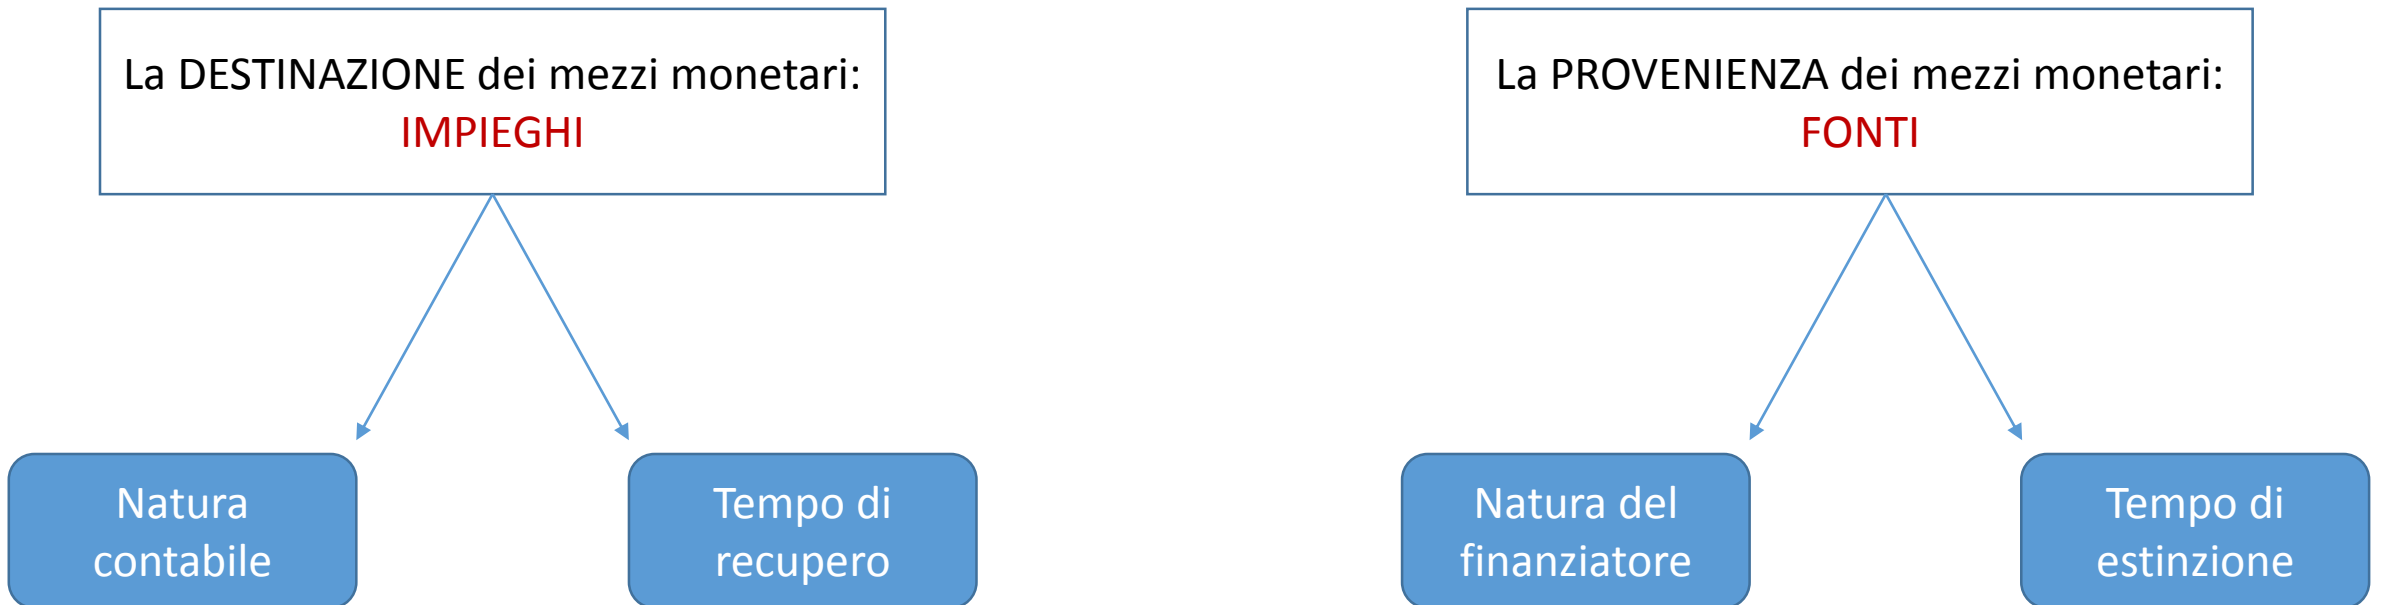 La DESTINAZIONE dei mezzi monetari:
IMPIEGHI
La PROVENIENZA dei mezzi monetari:
FONTI
Natura
contabile
Tempo di
recupero
Natura del
finanziatore
Tempo di
estinzione